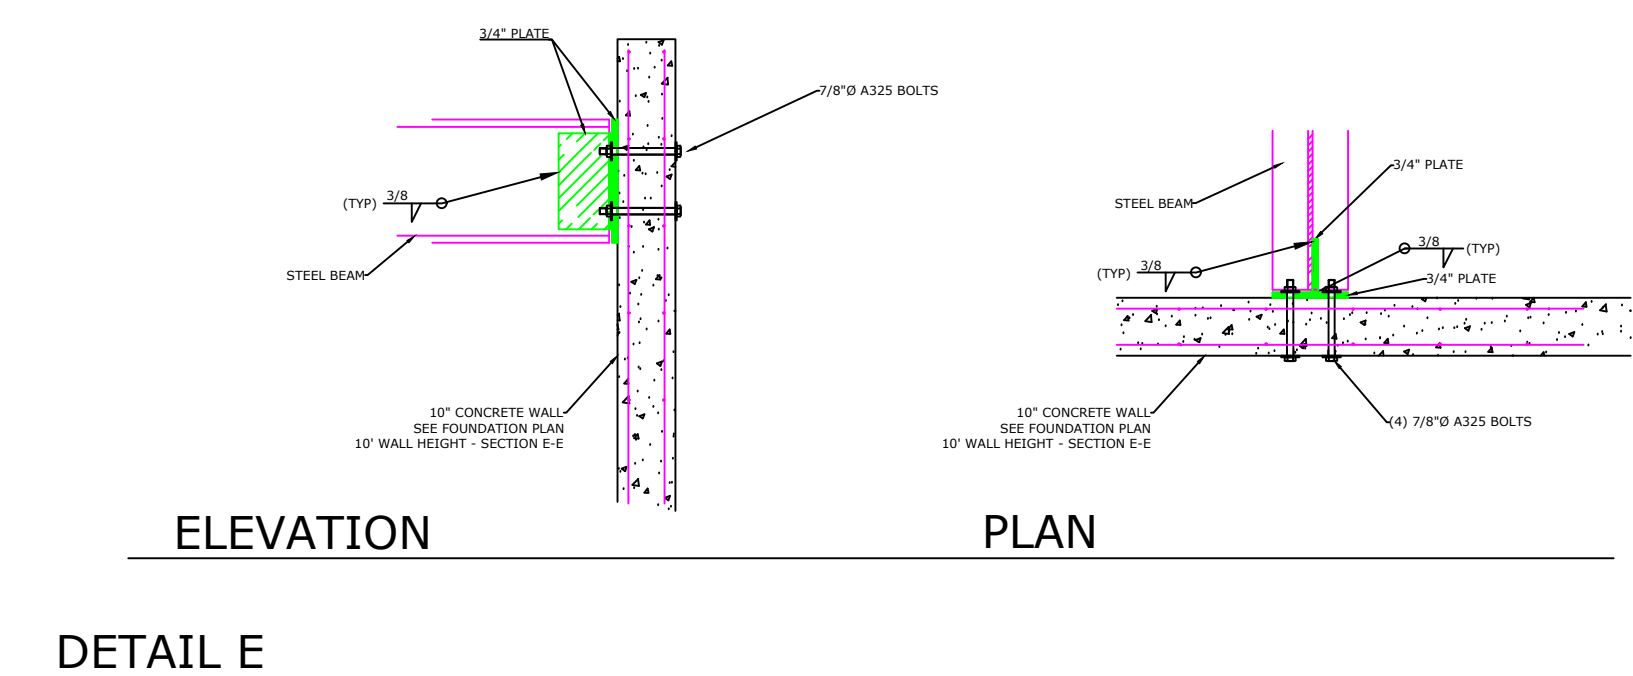 3/4" PLATE
7/8"Ø A325 BOLTS
(TYP) 3/8
STEEL BEAM
10" CONCRETE WALL
SEE FOUNDATION PLAN
10' WALL HEIGHT - SECTION E-E
ELEVATION
3/4" PLATE
STEEL BEAM
3/8 (TYP)
(TYP) 3/8
3/4" PLATE
10" CONCRETE WALL
SEE FOUNDATION PLAN
10' WALL HEIGHT - SECTION E-E
(4) 7/8"Ø A325 BOLTS
PLAN
DETAIL E